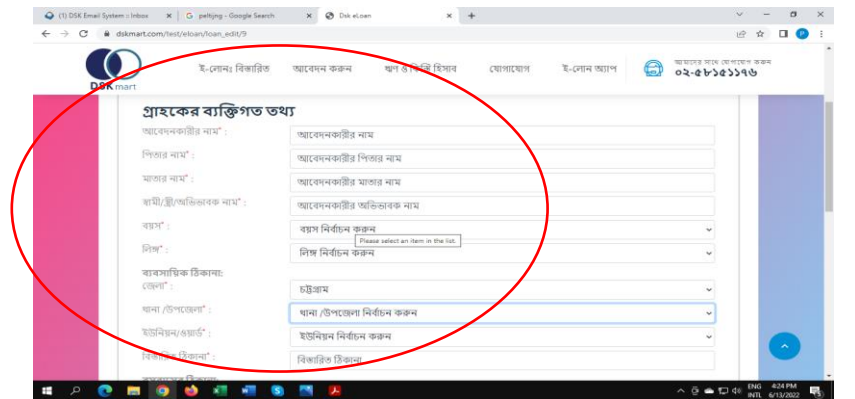 (1) DSK Email System :: Inbox
peltijng - Google Search
Dsk eLoan
dskmart.com/test/eloan/loan_edit/9
DSK mart
ই-লোনঃ বিস্তারিত
আবেদন করুন
ঋণ ও কিস্তি হিসাব
যোগাযোগ
ই-লোন অ্যাপ
আমাদের সাথে যোগাযোগ করুন
০২-৫৮১৫১১৭৬
গ্রাহকের ব্যক্তিগত তথ্য
আবেদনকারীর নাম* : আবেদনকারীর নাম
পিতার নাম* : আবেদনকারীর পিতার নাম
মাতার নাম* : আবেদনকারীর মাতার নাম
স্বামী/স্ত্রী/অভিভাবক নাম* : আবেদনকারীর অভিভাবক নাম
বয়স* : বয়স নির্বাচন করুন
Please select an item in the list.
লিঙ্গ* : লিঙ্গ নির্বাচন করুন
ব্যবসায়িক ঠিকানা:
জেলা* : চট্টগ্রাম
থানা /উপজেলা* : থানা /উপজেলা নির্বাচন করুন
ইউনিয়ন/ওয়ার্ড* : ইউনিয়ন নির্বাচন করুন
বিস্তারিত ঠিকানা* : বিস্তারিত ঠিকানা
ENG 4:24 PM
INTL 6/13/2022